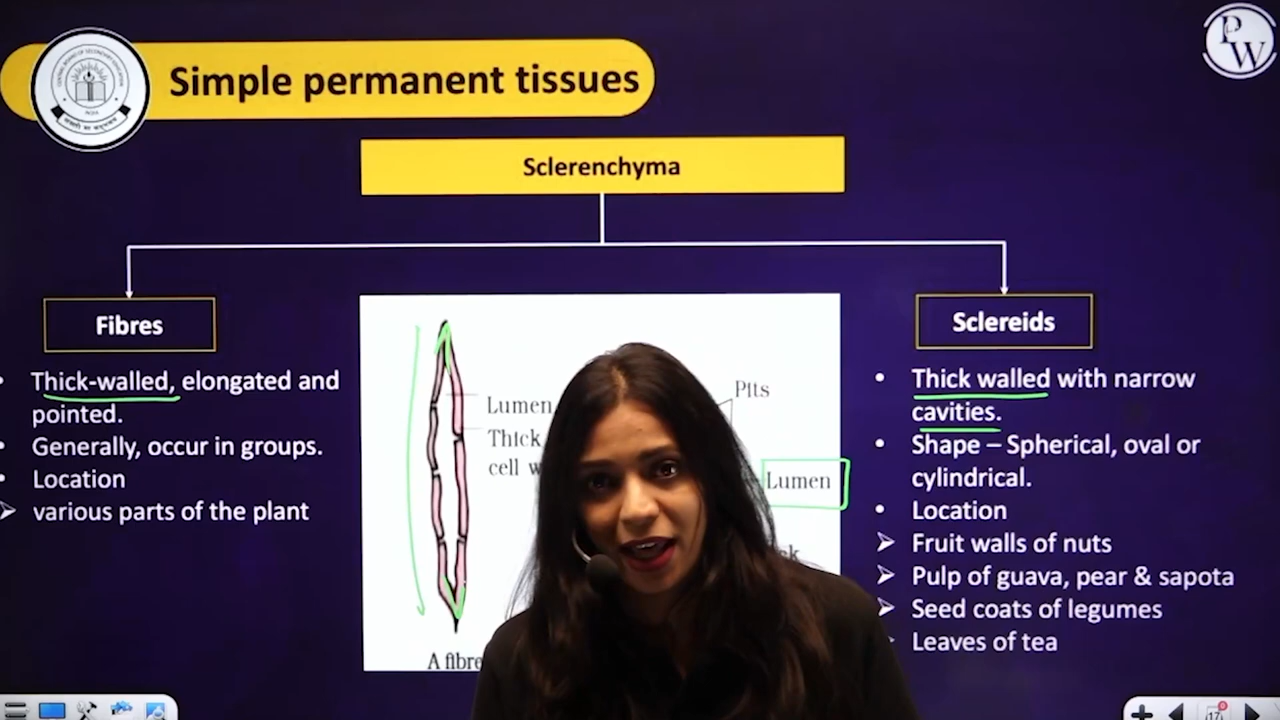 PW
Simple permanent tissues
Sclerenchyma
Fibres
• Thick-walled, elongated and
pointed.
• Generally, occur in groups.
• Location
➢ various parts of the plant
Lumen
Thick
cell
A fibre
Pits
Lumen
Sclereids
• Thick walled with narrow
cavities.
• Shape – Spherical, oval or
cylindrical.
• Location
➢ Fruit walls of nuts
➢ Pulp of guava, pear & sapota
➢ Seed coats of legumes
➢ Leaves of tea
17